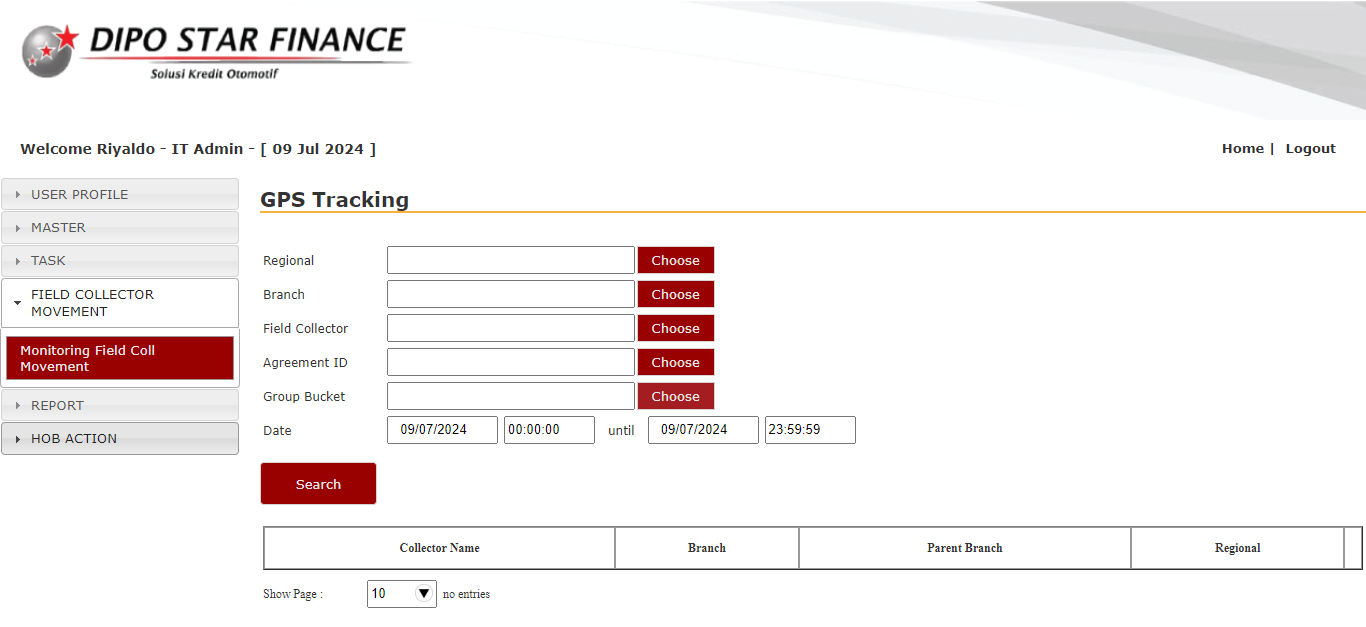 DIPO STAR FINANCE
Solusi Kredit Otomotif
Welcome Riyaldo - IT Admin - [ 09 Jul 2024 ]
Home | Logout
USER PROFILE
MASTER
TASK
FIELD COLLECTOR
MOVEMENT
Monitoring Field Coll
Movement
REPORT
HOB ACTION
GPS Tracking
Regional Choose
Branch Choose
Field Collector Choose
Agreement ID Choose
Group Bucket Choose
Date 09/07/2024 00:00:00 until 09/07/2024 23:59:59
Search
Collector Name Branch Parent Branch Regional
Show Page : 10 no entries